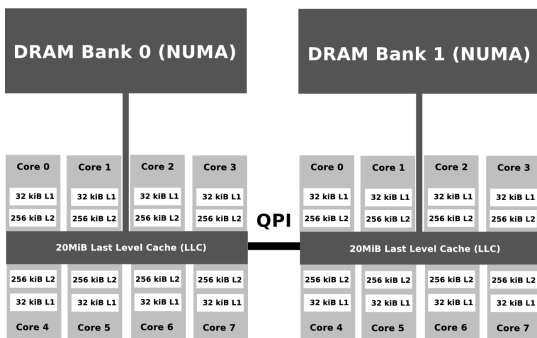 DRAM Bank 0 (NUMA)
DRAM Bank 1 (NUMA)
Core 0 Core 1 Core 2 Core 3
32 kiB L1 32 kiB L1 32 kiB L1 32 kiB L1
256 kiB L2 256 kiB L2 256 kiB L2 256 kiB L2
Core 0 Core 1 Core 2 Core 3
32 kiB L1 32 kiB L1 32 kiB L1 32 kiB L1
256 kiB L2 256 kiB L2 256 kiB L2 256 kiB L2
QPI
20MiB Last Level Cache (LLC)
20MiB Last Level Cache (LLC)
256 kiB L2 256 kiB L2 256 kiB L2 256 kiB L2
32 kiB L1 32 kiB L1 32 kiB L1 32 kiB L1
Core 4 Core 5 Core 6 Core 7
256 kiB L2 256 kiB L2 256 kiB L2 256 kiB L2
32 kiB L1 32 kiB L1 32 kiB L1 32 kiB L1
Core 4 Core 5 Core 6 Core 7